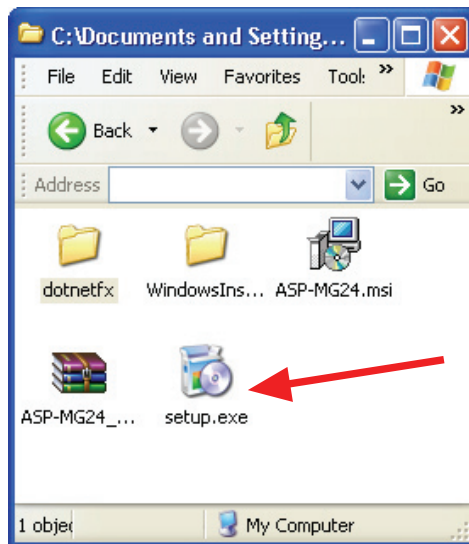 C:\Documents and Setting...
File Edit View Favorites Tool: »
Back »
Address Go
dotnetfx WindowsIns... ASP-MG24.msi
ASP-MG24_... setup.exe
1 objec My Computer